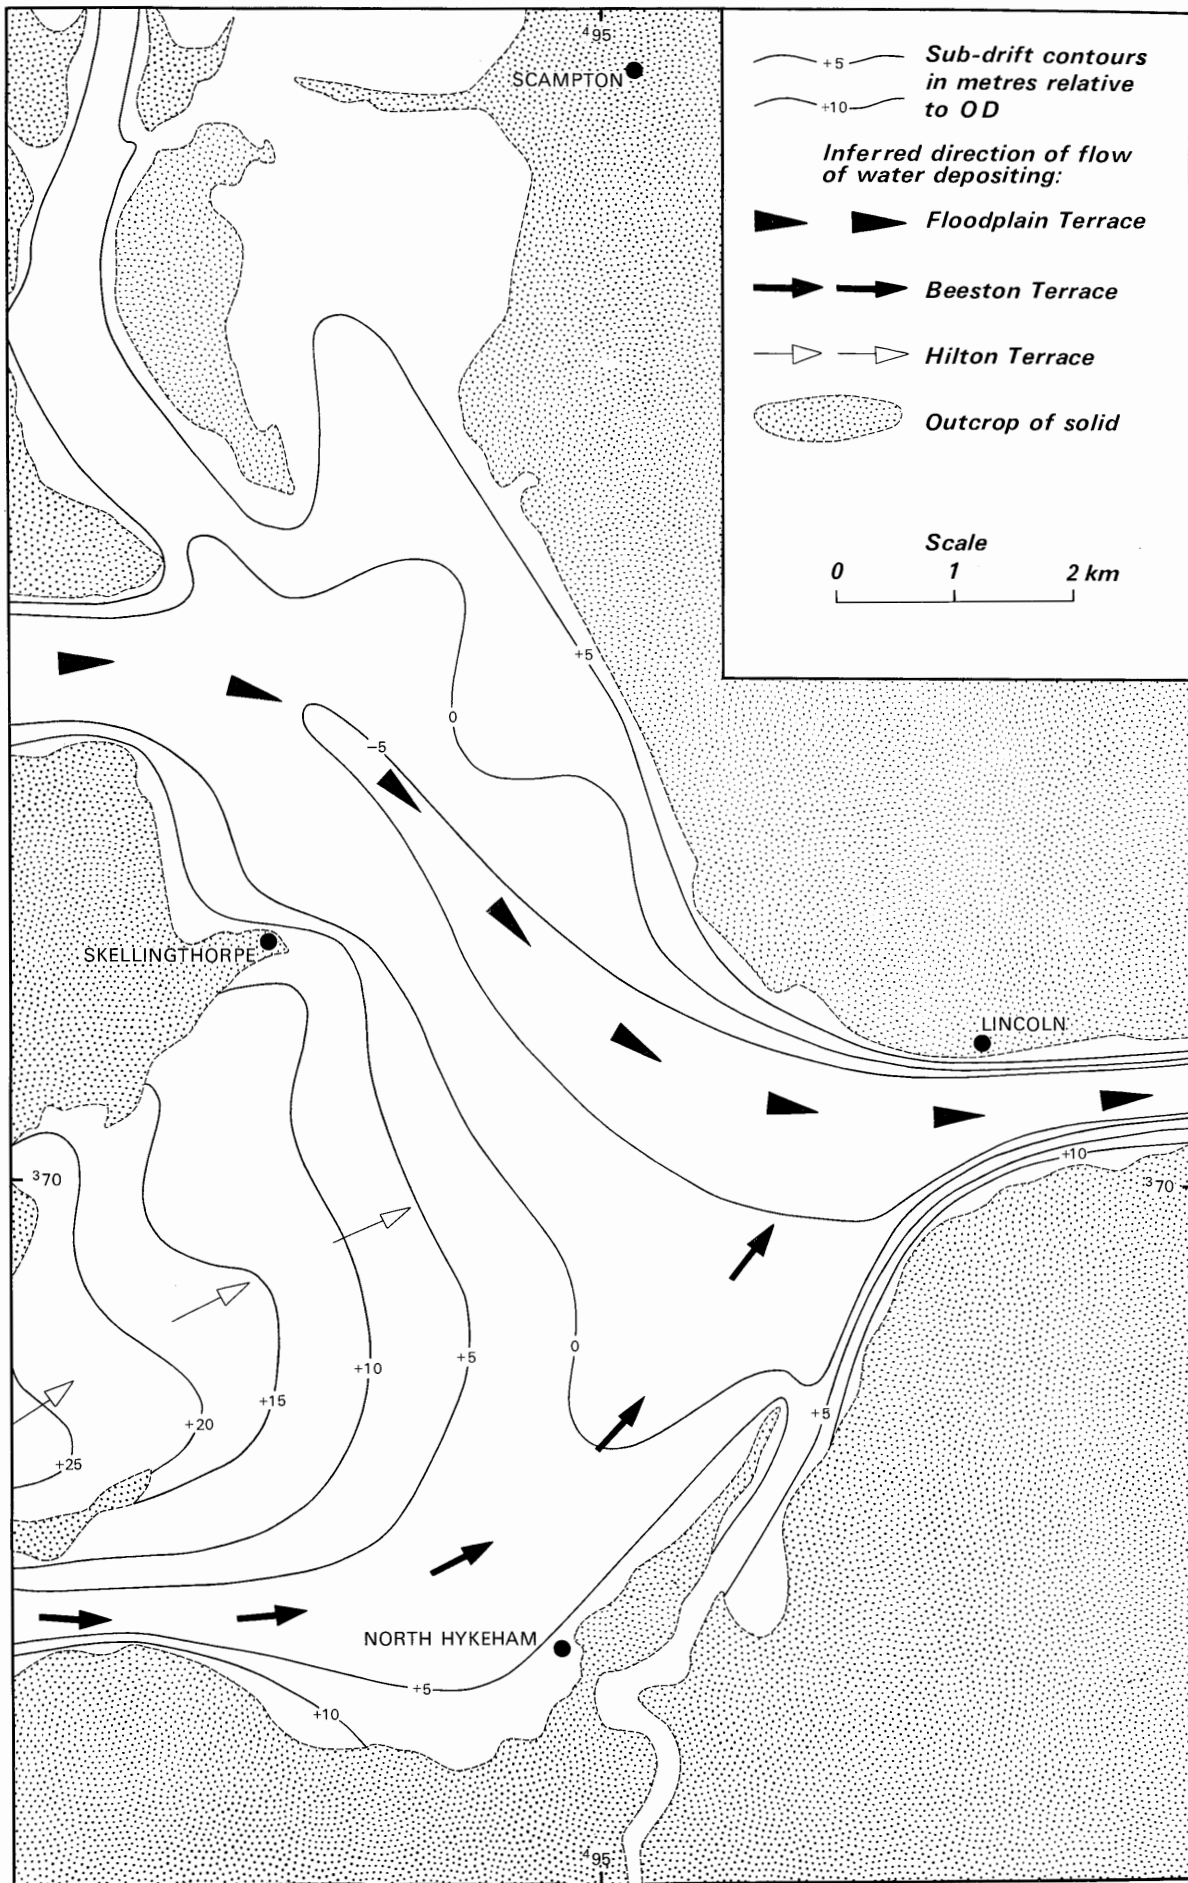 495
SCAMPTON
+5
Sub-drift contours
in metres relative
+10
to OD
Inferred direction of flow
of water depositing:
Floodplain Terrace
Beeston Terrace
Hilton Terrace
Outcrop of solid
Scale
0 1 2 km
+5
0
-5
SKELLINGTHORPE
LINCOLN
+10
370
370
0
+5
+10
+15
+5
+20
+25
NORTH HYKEHAM
+5
+10
495